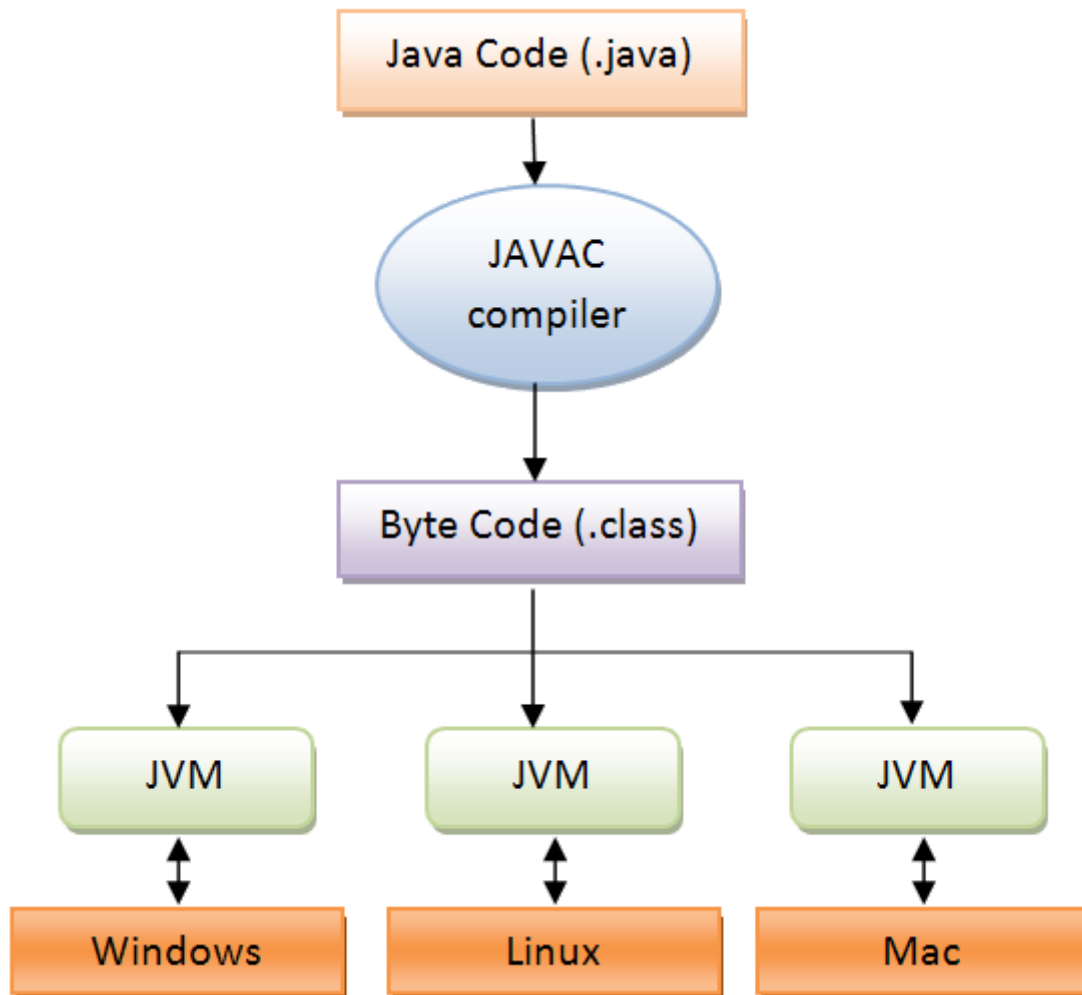 Java Code (.java)
JAVAC
compiler
Byte Code (.class)
JVM
JVM
JVM
Windows
Linux
Mac